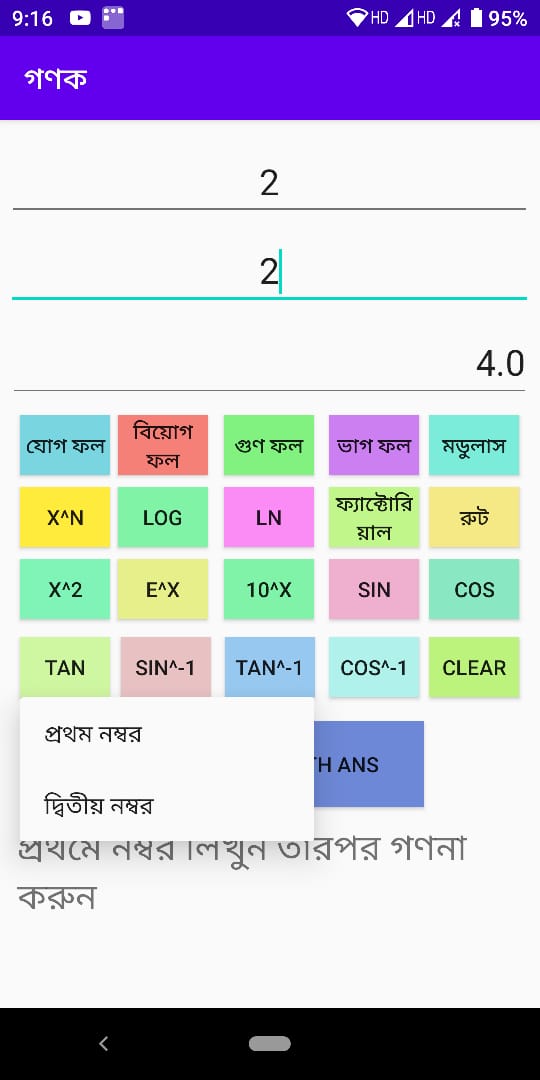 9:16 HD HD 95%
গণক
2
2
4.0
যোগ ফল
বিয়োগ
ফল
গুণ ফল
ভাগ ফল
মডুলাস
X^N
LOG
LN
ফ্যাক্টোরি
য়াল
রুট
X^2
E^X
10^X
SIN
COS
TAN
SIN^-1
TAN^-1
COS^-1
CLEAR
প্রথম নম্বর
TH ANS
দ্বিতীয় নম্বর
প্রথমে নম্বর লিখুন তারপর গণনা
করুন